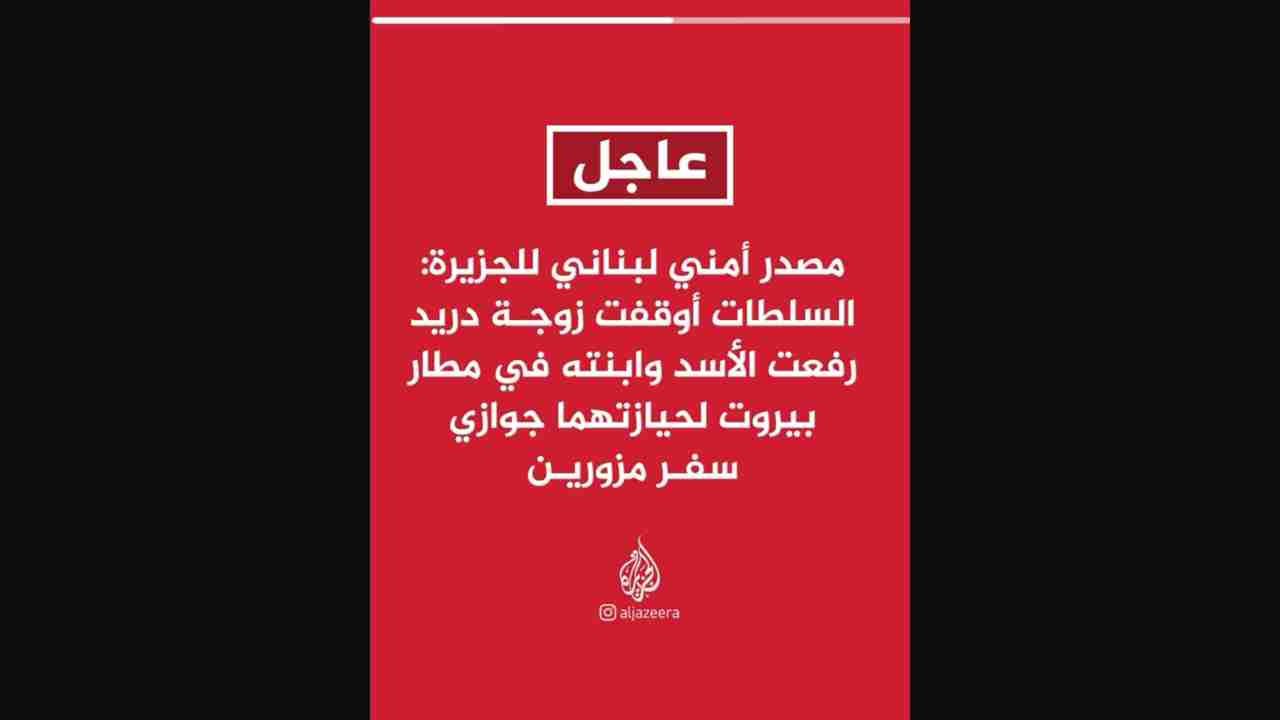 عاجل
مصدر أمني لبناني للجزيرة:
السلطات أوقفت زوجـة دريد
رفعت الأسد وابنته في مطار
بيروت لحيازتهما جوازي
سفـر مزوريـن
الجزيرة
aljazeera